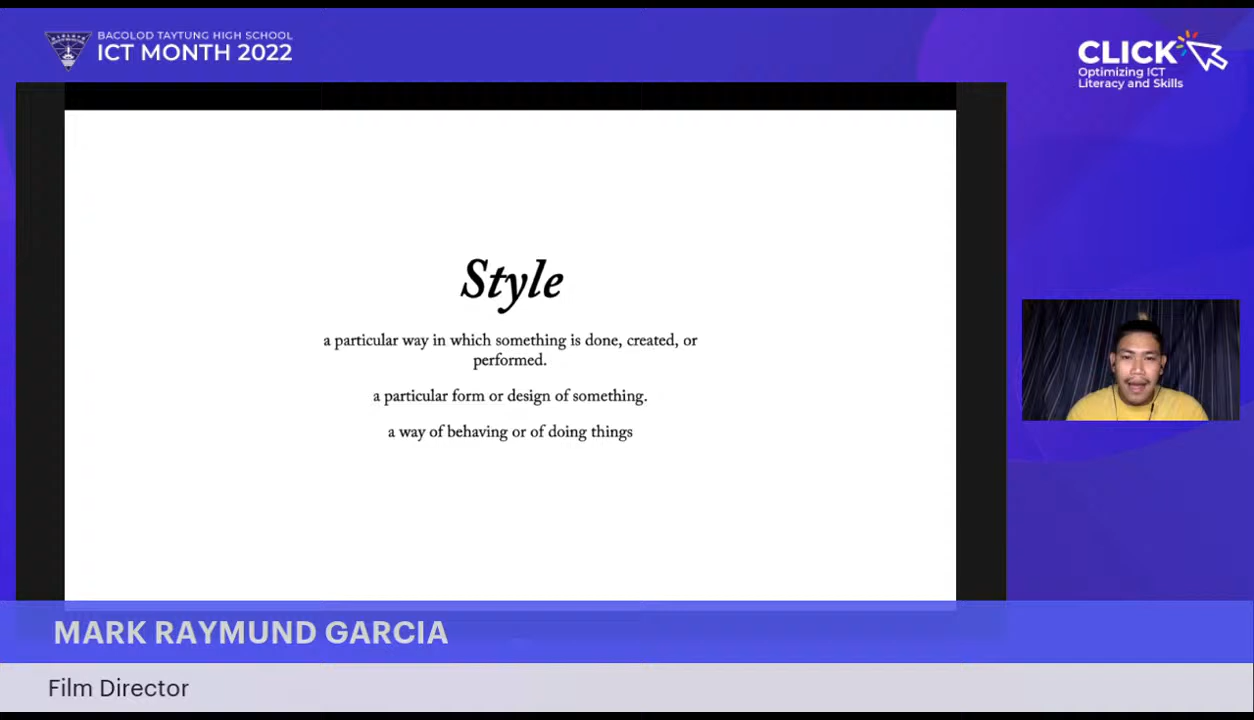 BACOLOD TAYTUNG HIGH SCHOOL
ICT MONTH 2022
CLICK
Optimizing ICT
Literacy and Skills
Style
a particular way in which something is done, created, or
performed.
a particular form or design of something.
a way of behaving or of doing things
MARK RAYMUND GARCIA
Film Director